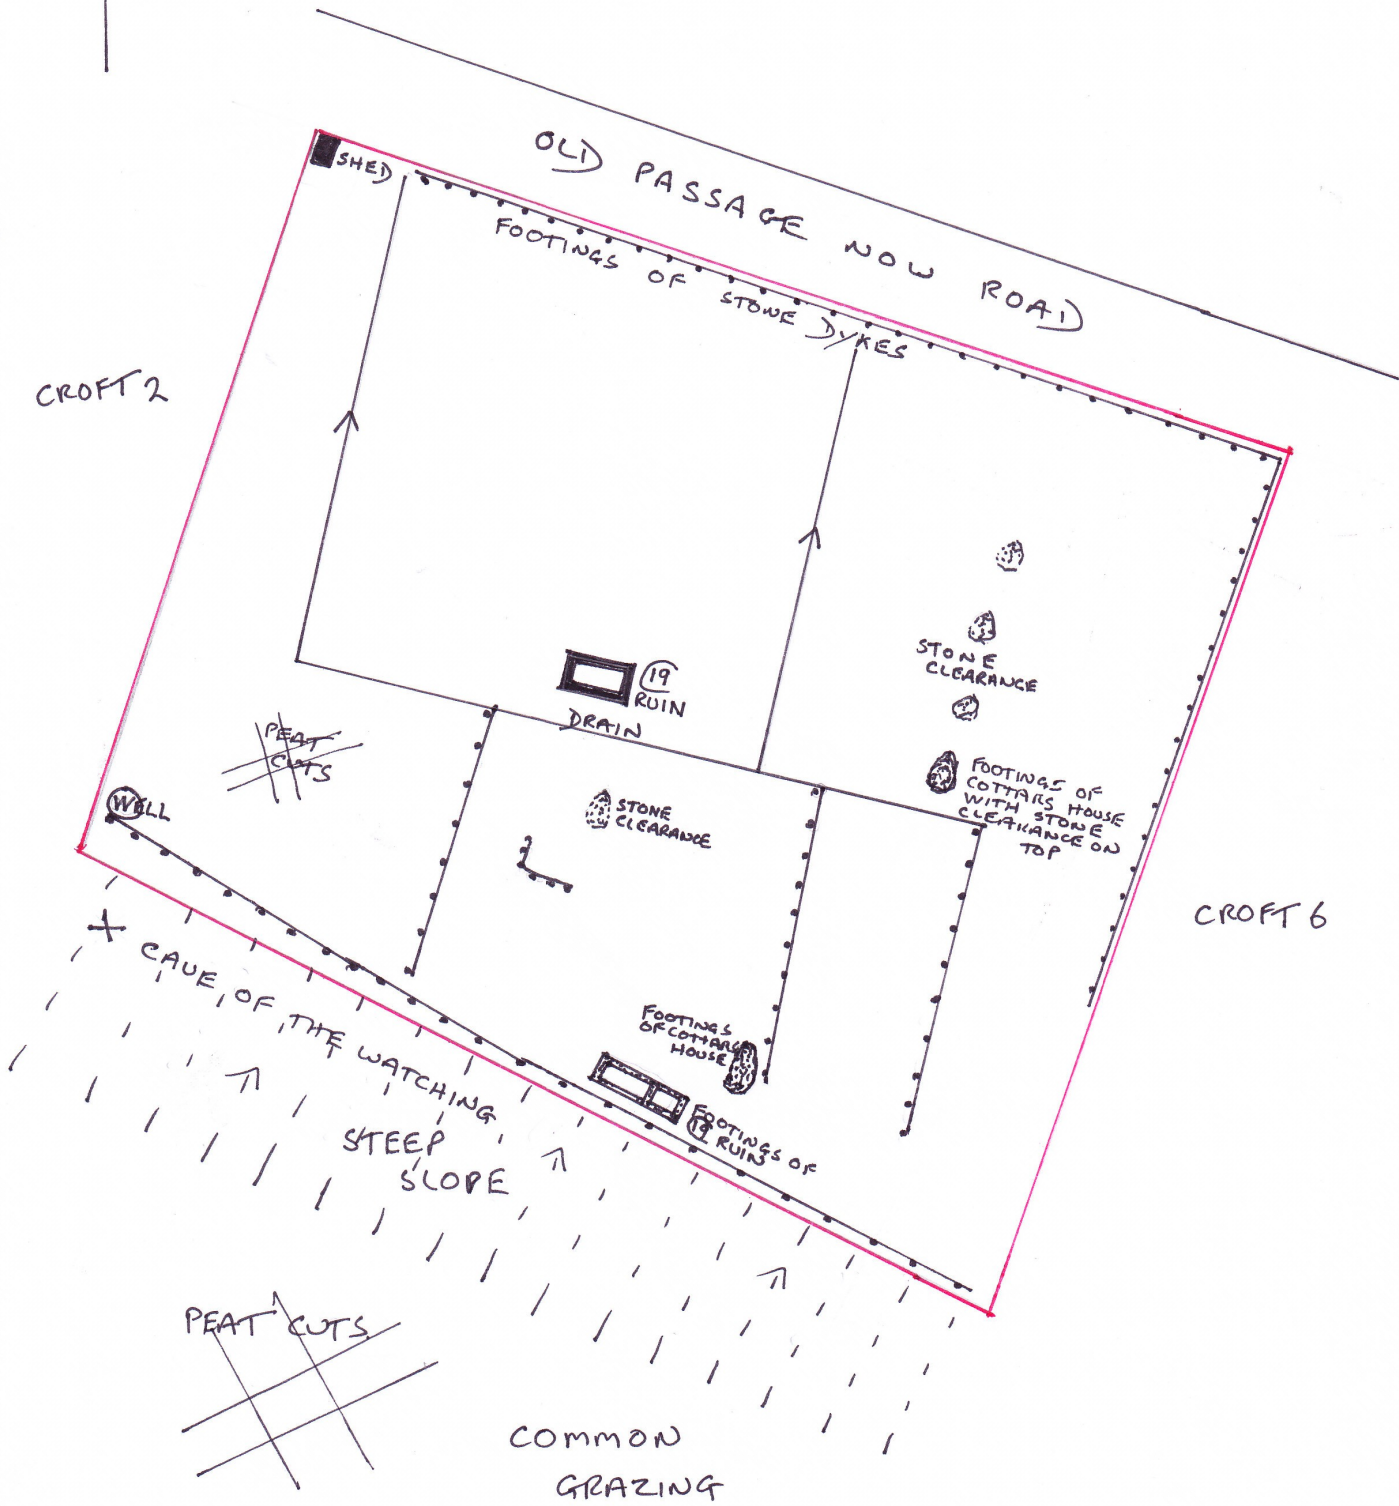 OLD PASSAGE NOW ROAD
SHED
FOOTINGS OF STONE DYKES
CROFT 2
STONE
CLEARANCE
19
RUIN
DRAIN
PEAT
CUTS
FOOTINGS OF
COTTARS HOUSE
WITH STONE
CLEARANCE ON
TOP
WELL
STONE
CLEARANCE
CROFT 6
CAVE OF THE WATCHING
FOOTINGS
OF COTTARS
HOUSE
FOOTINGS OF
19 RUIN
STEEP
SLOPE
PEAT CUTS
COMMON
GRAZING